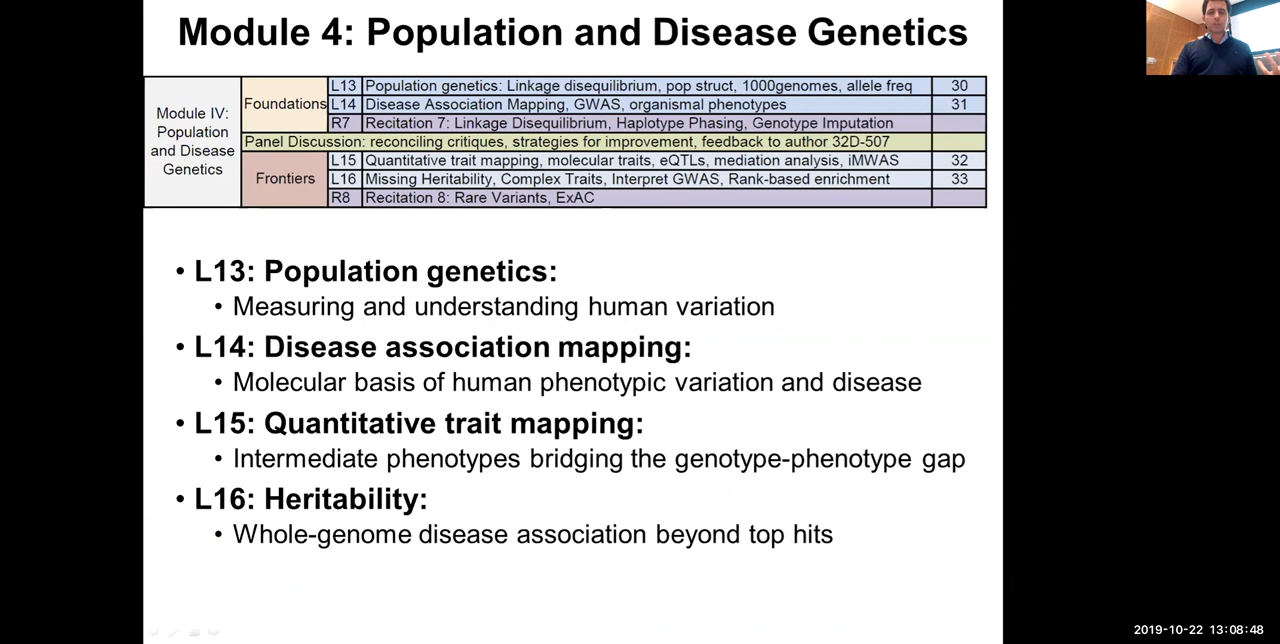 Module 4: Population and Disease Genetics
Module IV:
Population
and Disease
Genetics
Foundations
L13 Population genetics: Linkage disequilibrium, pop struct, 1000genomes, allele freq 30
L14 Disease Association Mapping, GWAS, organismal phenotypes 31
R7 Recitation 7: Linkage Disequilibrium, Haplotype Phasing, Genotype Imputation
Panel Discussion: reconciling critiques, strategies for improvement, feedback to author 32D-507
Frontiers
L15 Quantitative trait mapping, molecular traits, eQTLs, mediation analysis, iMWAS 32
L16 Missing Heritability, Complex Traits, Interpret GWAS, Rank-based enrichment 33
R8 Recitation 8: Rare Variants, ExAC
• L13: Population genetics:
• Measuring and understanding human variation
• L14: Disease association mapping:
• Molecular basis of human phenotypic variation and disease
• L15: Quantitative trait mapping:
• Intermediate phenotypes bridging the genotype-phenotype gap
• L16: Heritability:
• Whole-genome disease association beyond top hits
2019-10-22 13:08:48